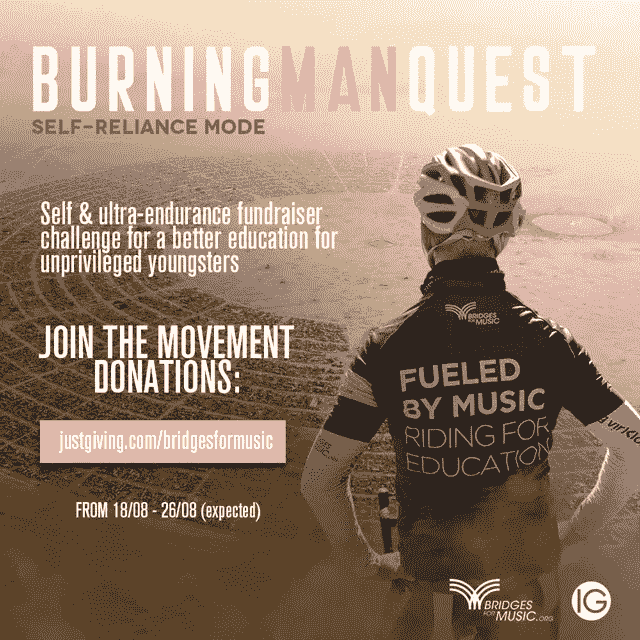 BURNINGMANQUEST
SELF-RELIANCE MODE
Self & ultra-endurance fundraiser
challenge for a better education for
unprivileged youngsters
JOIN THE MOVEMENT
DONATIONS:
justgiving.com/bridgesformusic
FROM 18/08 - 26/08 (expected)
BRIDGES
FOR MUSIC
FUELED
BY MUSIC
RIDING FOR
EDUCATION
BRIDGES
FOR MUSIC.ORG
IG